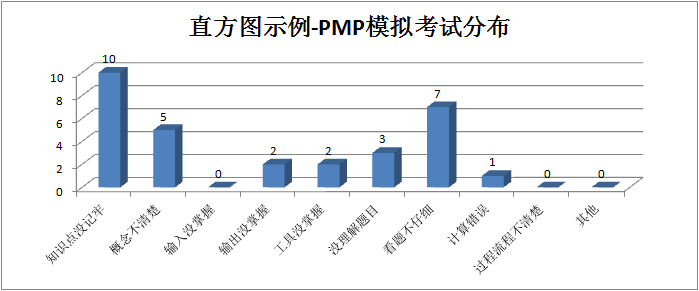 直方图示例-PMP模拟考试分布
10
5
0
2
2
3
7
1
0
0
10
8
6
4
2
0
知识点没记牢
概念不清楚
输入没掌握
输出没掌握
工具没掌握
没理解题目
看题不仔细
计算错误
过程流程不清楚
其他